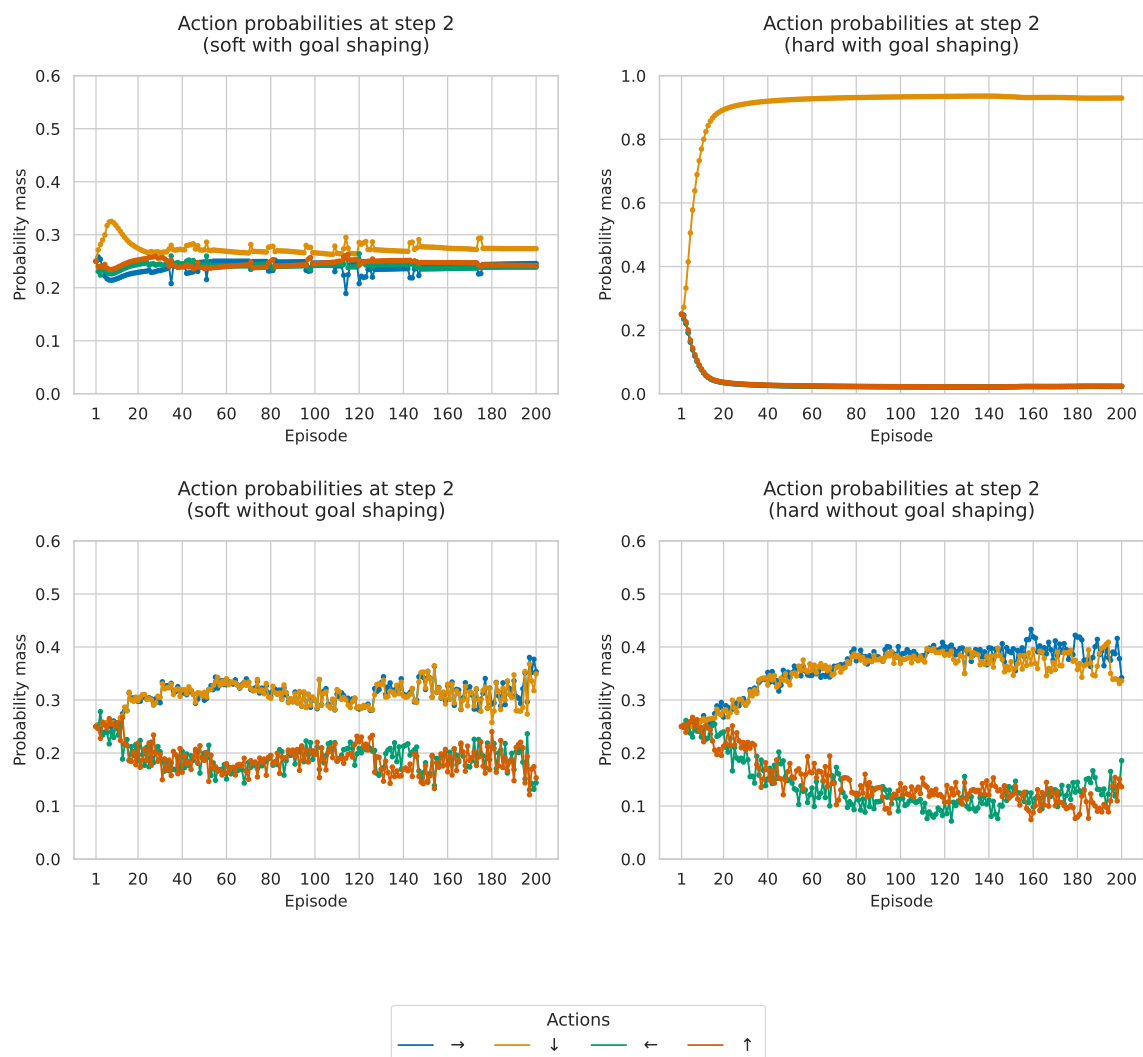 Action probabilities at step 2
(soft with goal shaping)
Probability mass
0.6
0.5
0.4
0.3
0.2
0.1
0.0
1 20 40 60 80 100 120 140 160 180 200
Episode
Action probabilities at step 2
(hard with goal shaping)
Probability mass
1.0
0.8
0.6
0.4
0.2
0.0
1 20 40 60 80 100 120 140 160 180 200
Episode
Action probabilities at step 2
(soft without goal shaping)
Probability mass
0.6
0.5
0.4
0.3
0.2
0.1
0.0
1 20 40 60 80 100 120 140 160 180 200
Episode
Action probabilities at step 2
(hard without goal shaping)
Probability mass
0.6
0.5
0.4
0.3
0.2
0.1
0.0
1 20 40 60 80 100 120 140 160 180 200
Episode
Actions
→ ↓ ← ↑